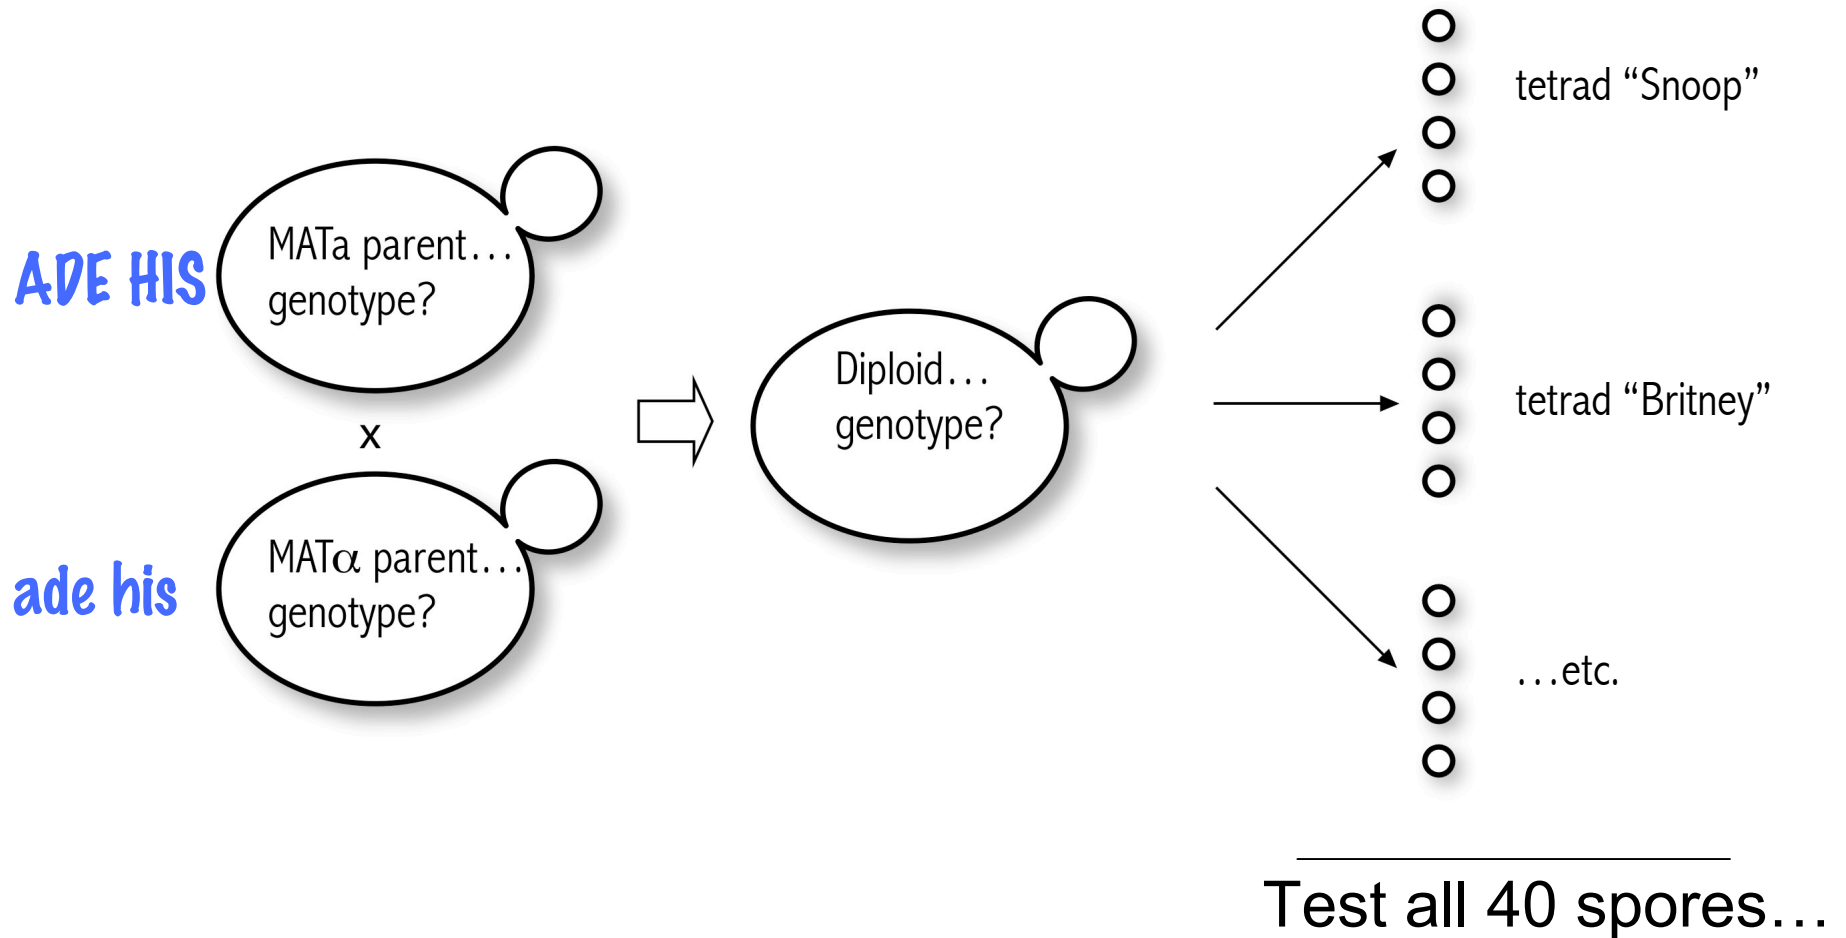 ADE HIS
MATa parent…
genotype?
x
ade his
MATα parent…
genotype?
Diploid…
genotype?
tetrad “Snoop”
tetrad “Britney”
…etc.
Test all 40 spores…